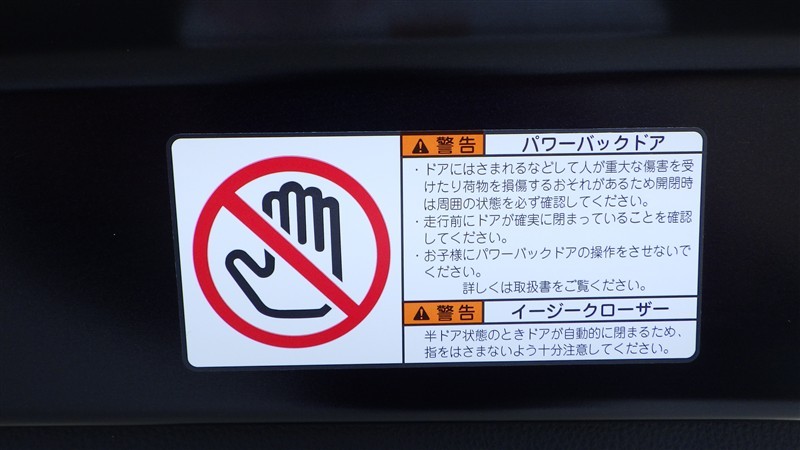 警告 パワーバックドア
・ドアにはさまれるなどして人が重大な傷害を受
けたり荷物を損傷するおそれがあるため開閉時
は周囲の状態を必ず確認してください。
・走行前にドアが確実に閉まっていることを確認
してください。
・お子様にパワーバックドアの操作をさせないで
ください。
詳しくは取扱書をご覧ください。
警告 イージークローザー
半ドア状態のときドアが自動的に閉まるため、
指をはさまないよう十分注意してください。